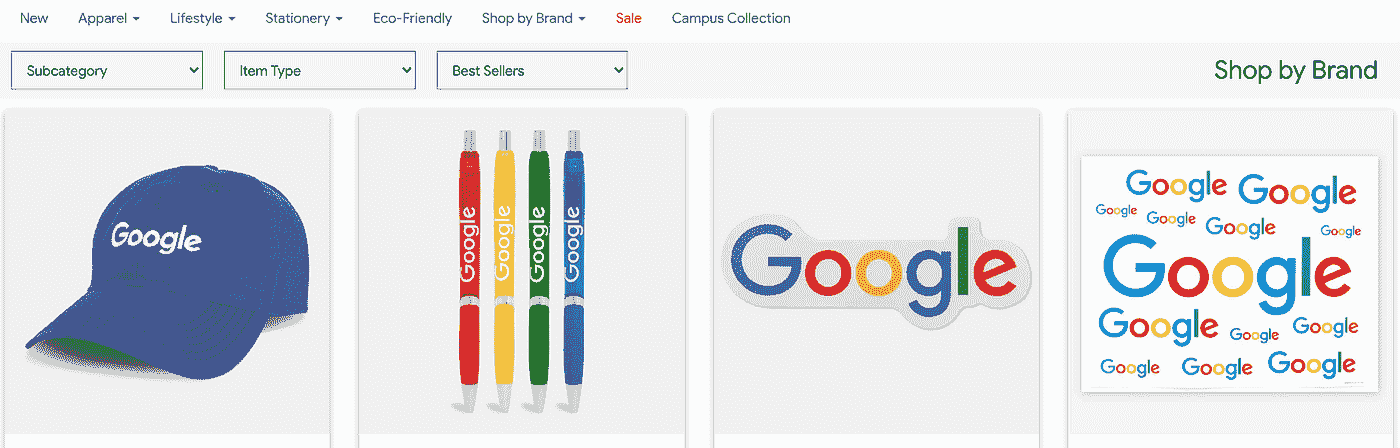 New Apparel Lifestyle Stationery Eco-Friendly Shop by Brand Sale Campus Collection
Subcategory Item Type Best Sellers Shop by Brand
Google
Google Google Google Google
Google
Google Google
Google Google Google Google
Google
Google Google Google
Google Google Google